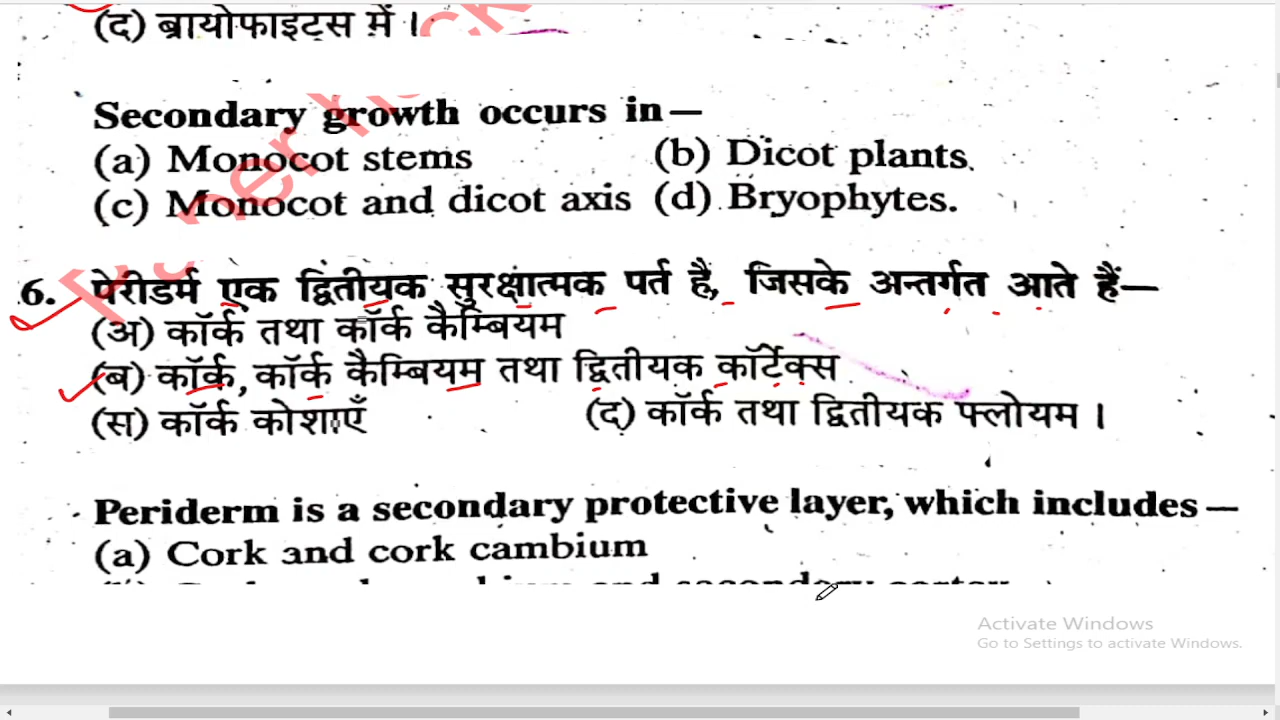 (द) ब्रायोफाइट्स में ।
Secondary growth occurs in—
(a) Monocot stems (b) Dicot plants
(c) Monocot and dicot axis (d) Bryophytes.
6. पेरीडर्म एक द्वितीयक सुरक्षात्मक पर्त है, जिसके अन्तर्गत आते हैं—
(अ) कॉर्क तथा कॉर्क कैम्बियम
(ब) कॉर्क, कॉर्क कैम्बियम तथा द्वितीयक कॉर्टेक्स
(स) कॉर्क कोशाएँ (द) कॉर्क तथा द्वितीयक फ्लोयम ।
Periderm is a secondary protective layer, which includes—
(a) Cork and cork cambium
Activate Windows
Go to Settings to activate Windows.